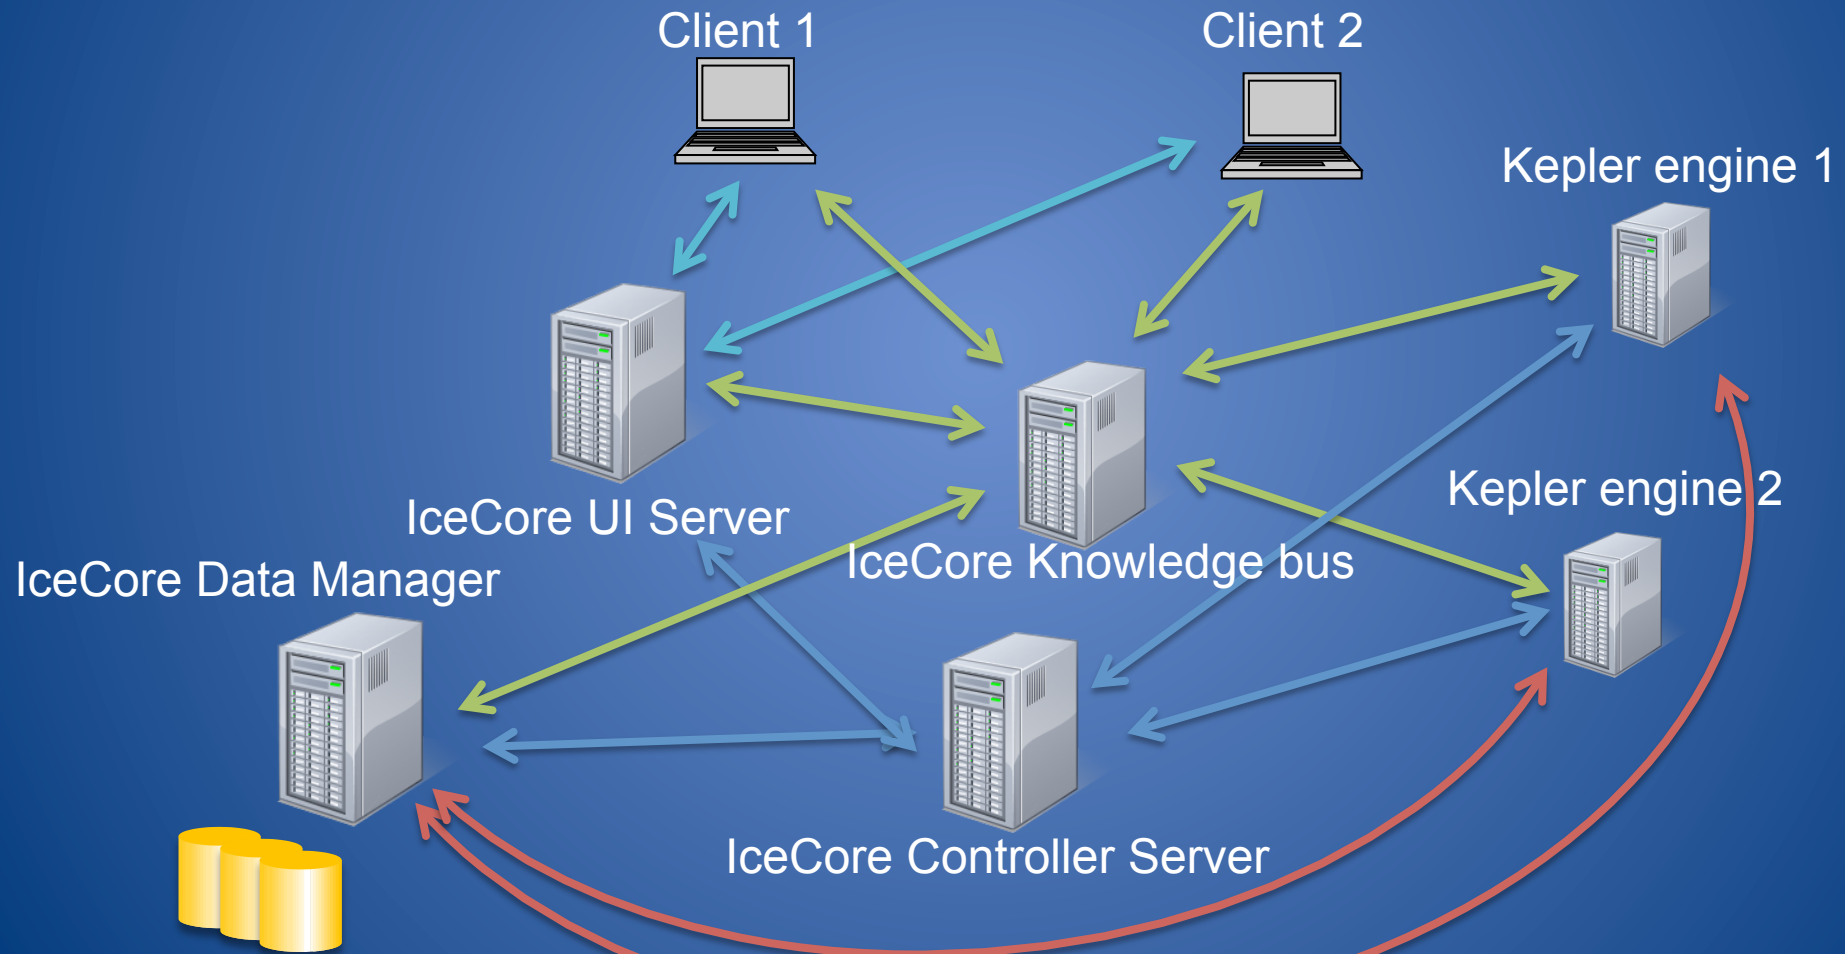 Client 1
Client 2
Kepler engine 1
Kepler engine 2
IceCore UI Server
IceCore Knowledge bus
IceCore Data Manager
IceCore Controller Server